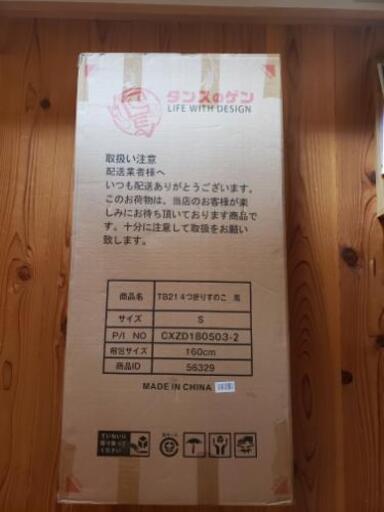 タンスのゲン
LIFE WITH DESIGN
取扱い注意
配送業者様へ
いつも配送ありがとうございます。
このお荷物は、当店のお客様が楽
しみにお待ち頂いております商品で
す。十分に注意して取扱をお願い
致します。
商品名 TB21 4つ折りすのこ
サイズ S
P/I NO CXZD180503-2
梱包サイズ 160cm
商品ID 56329
MADE IN CHINA